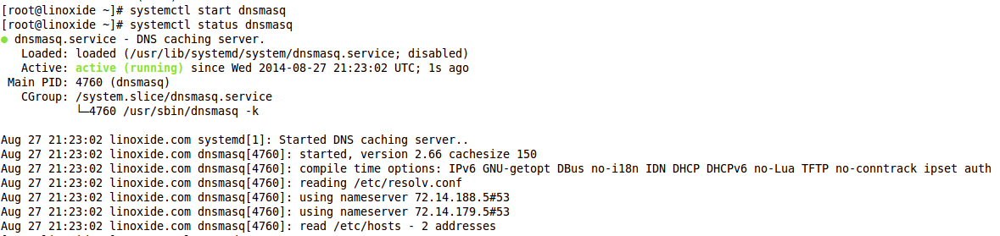 [root@linoxide ~]# systemctl start dnsmasq
[root@linoxide ~]# systemctl status dnsmasq
● dnsmasq.service - DNS caching server.
   Loaded: loaded (/usr/lib/systemd/system/dnsmasq.service; disabled)
   Active: active (running) since Wed 2014-08-27 21:23:02 UTC; 1s ago
 Main PID: 4760 (dnsmasq)
   CGroup: /system.slice/dnsmasq.service
           └─4760 /usr/sbin/dnsmasq -k

Aug 27 21:23:02 linoxide.com systemd[1]: Started DNS caching server..
Aug 27 21:23:02 linoxide.com dnsmasq[4760]: started, version 2.66 cachesize 150
Aug 27 21:23:02 linoxide.com dnsmasq[4760]: compile time options: IPv6 GNU-getopt DBus no-i18n IDN DHCP DHCPv6 no-Lua TFTP no-conntrack ipset auth
Aug 27 21:23:02 linoxide.com dnsmasq[4760]: reading /etc/resolv.conf
Aug 27 21:23:02 linoxide.com dnsmasq[4760]: using nameserver 72.14.188.5#53
Aug 27 21:23:02 linoxide.com dnsmasq[4760]: using nameserver 72.14.179.5#53
Aug 27 21:23:02 linoxide.com dnsmasq[4760]: read /etc/hosts - 2 addresses